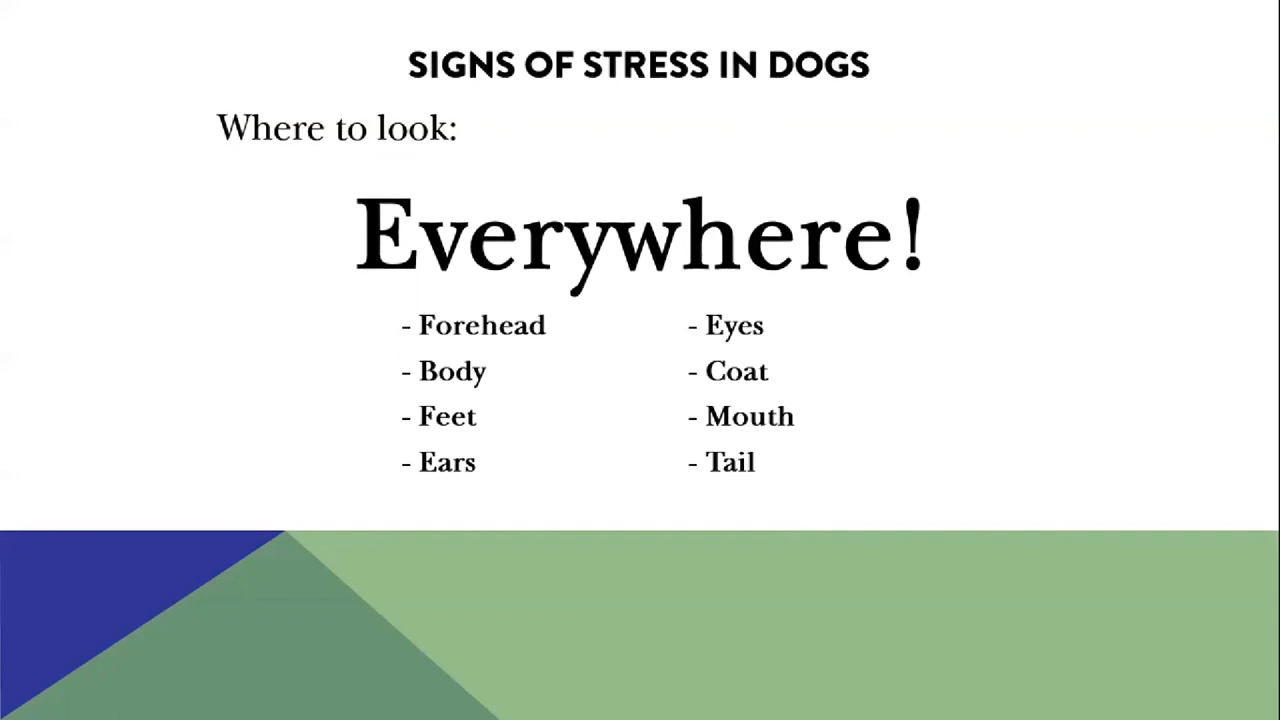 SIGNS OF STRESS IN DOGS
Where to look:
Everywhere!
- Forehead
- Body
- Feet
- Ears
- Eyes
- Coat
- Mouth
- Tail